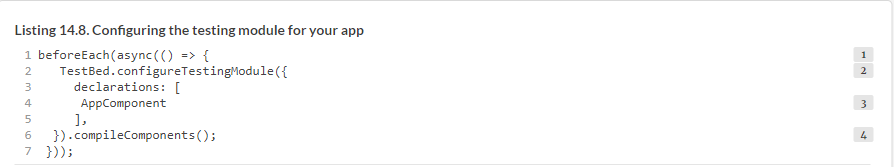 Listing 14.8. Configuring the testing module for your app
1 beforeEach(async(() => { 1
2 TestBed.configureTestingModule({ 2
3 declarations: [
4 AppComponent 3
5 ],
6 }).compileComponents(); 4
7 }));